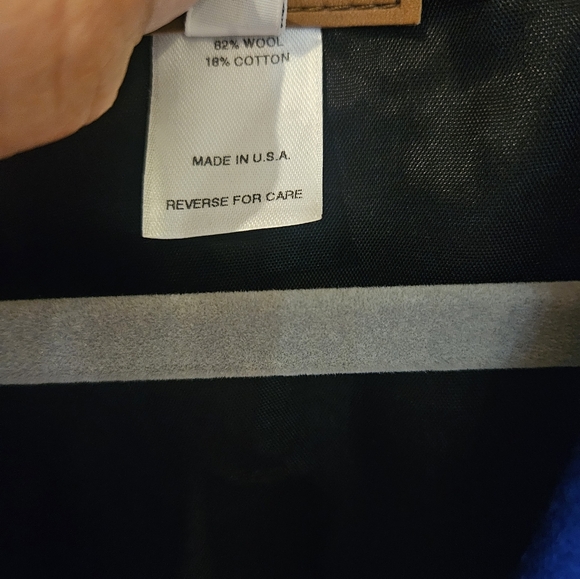 82% WOOL
18% COTTON
MADE IN U.S.A.
REVERSE FOR CARE